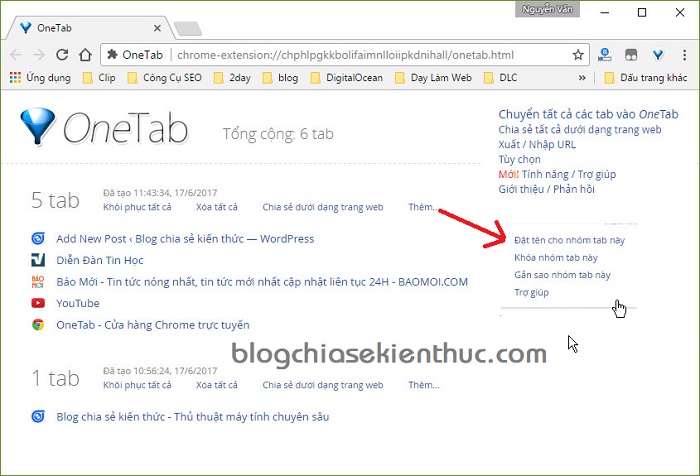 Nguyễn Văn
OneTab
OneTab chrome-extension://chphlpgkkbolifaimnlloiipkdnihall/onetab.html
Ứng dụng Clip Công Cụ SEO 2day blog DigitalOcean Dạy Làm Web DLC » Dấu trang khác
OneTab
Tổng cộng: 6 tab
Chuyển tất cả các tab vào OneTab
Chia sẻ tất cả dưới dạng trang web
Xuất / Nhập URL
Tùy chọn
Mới! Tính năng / Trợ giúp
Giới thiệu / Phản hồi
5 tab
Đã tạo 11:43:34, 17/6/2017
Khôi phục tất cả Xóa tất cả Chia sẻ dưới dạng trang web Thêm...
Đặt tên cho nhóm tab này
Khóa nhóm tab này
Gắn sao nhóm tab này
Trợ giúp
Add New Post ‹ Blog chia sẻ kiến thức — WordPress
Diễn Đàn Tin Học
Báo Mới - Tin tức nóng nhất, tin tức mới nhất cập nhật liên tục 24H - BAOMOI.COM
YouTube
OneTab - Cửa hàng Chrome trực tuyến
blogchiasekienthuc.com
1 tab
Đã tạo 10:56:24, 17/6/2017
Khôi phục tất cả Xóa tất cả Chia sẻ dưới dạng trang web Thêm...
Blog chia sẻ kiến thức - Thủ thuật máy tính chuyên sâu